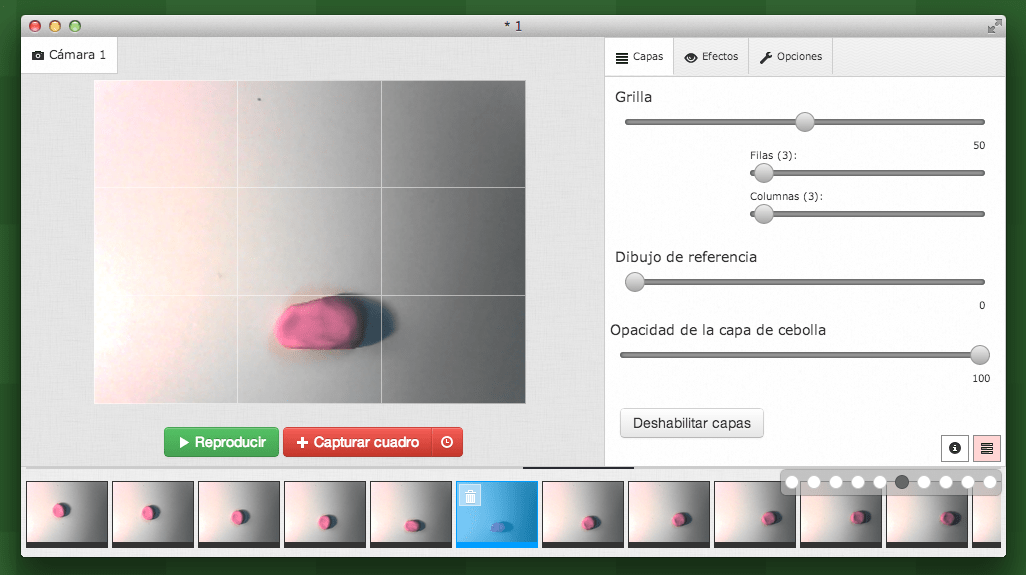 * 1
Cámara 1
Capas
Efectos
Opciones
Grilla
50
Filas (3):
Columnas (3):
Dibujo de referencia
0
Opacidad de la capa de cebolla
100
Deshabilitar capas
Reproducir
Capturar cuadro